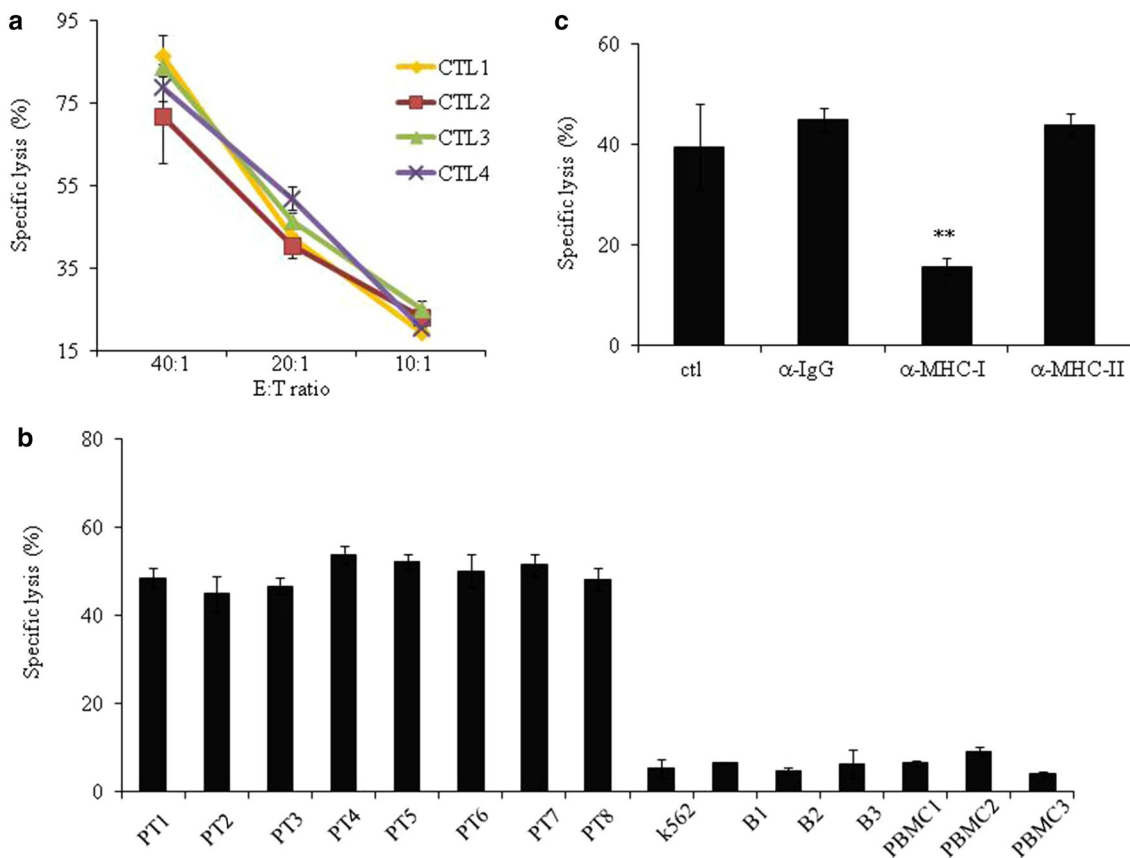 a
95
75
55
35
15
Specific lysis (%)
40:1
20:1
10:1
E:T ratio
CTL1
CTL2
CTL3
CTL4
c
60
40
20
0
Specific lysis (%)
**
ctl
α-IgG
α-MHC-I
α-MHC-II
b
80
60
40
20
0
Specific lysis (%)
PT1
PT2
PT3
PT4
PT5
PT6
PT7
PT8
k562
B1
B2
B3
PBMC1
PBMC2
PBMC3